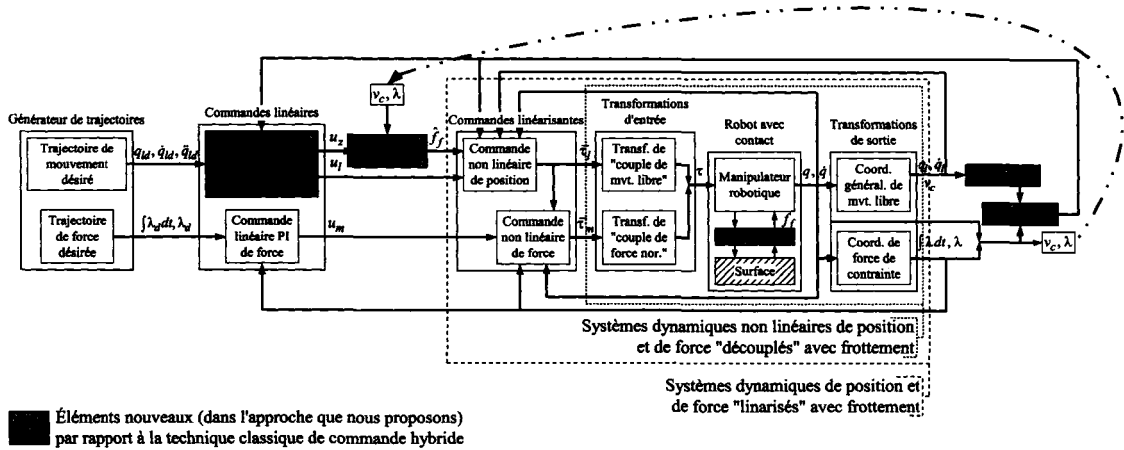 Générateur de trajectoires
Trajectoire de
mouvement
désiré
Trajectoire
de force
désirée
q_ld, q̇_ld, q̈_ld
∫λ_d dt, λ_d
Commandes linéaires
Commande
linéaire PI
de force
u_z
u_l
u_m
v_c, λ
f̂_f
Commandes linéarisantes
Commande
non linéaire
de position
Commande
non linéaire
de force
τ̄_l
τ̄_m
Transformations
d'entrée
Transf. de
"couple de
mvt. libre"
Transf. de
"couple de
force nor."
τ
Robot avec
contact
Manipulateur
robotique
f_f
Surface
q, q̇
Transformations
de sortie
Coord.
général. de
mvt. libre
Coord. de
force de
contrainte
q_l, q̇_l
v_c
∫λ dt, λ
v_c, λ
Systèmes dynamiques non linéaires de position
et de force "découplés" avec frottement
Systèmes dynamiques de position et
de force "linarisés" avec frottement
Éléments nouveaux (dans l'approche que nous proposons)
par rapport à la technique classique de commande hybride